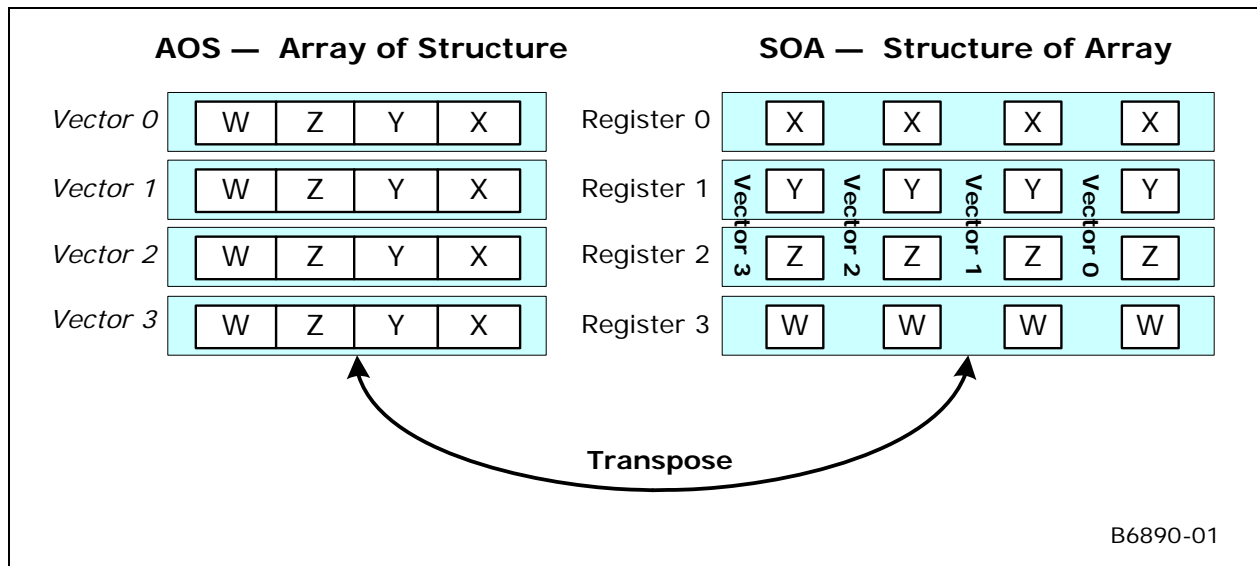 AOS — Array of Structure
SOA — Structure of Array
Vector 0 W Z Y X
Vector 1 W Z Y X
Vector 2 W Z Y X
Vector 3 W Z Y X
Register 0 X X X X
Register 1 Y Y Y Y
Register 2 Z Z Z Z
Register 3 W W W W
Vector 3
Vector 2
Vector 1
Vector 0
Transpose
B6890-01